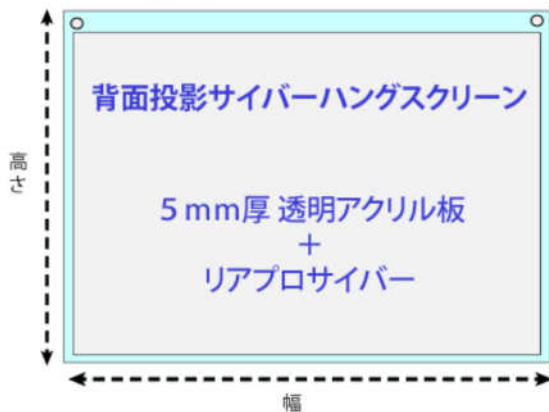 背面投影サイバーハングスクリーン
高さ
5mm厚 透明アクリル板
+
リアプロサイバー
幅